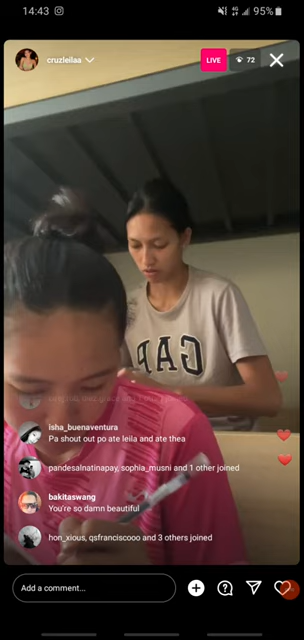 14:43
4G
95%
cruzleilaa
LIVE
72
GAP
isha_buenaventura
Pa shout out po ate leila and ate thea
pandesalnatinapay, sophia_musni and 1 other joined
bakitaswang
You're so damn beautiful
hon_xious, qsfranciscooo and 3 others joined
Add a comment...